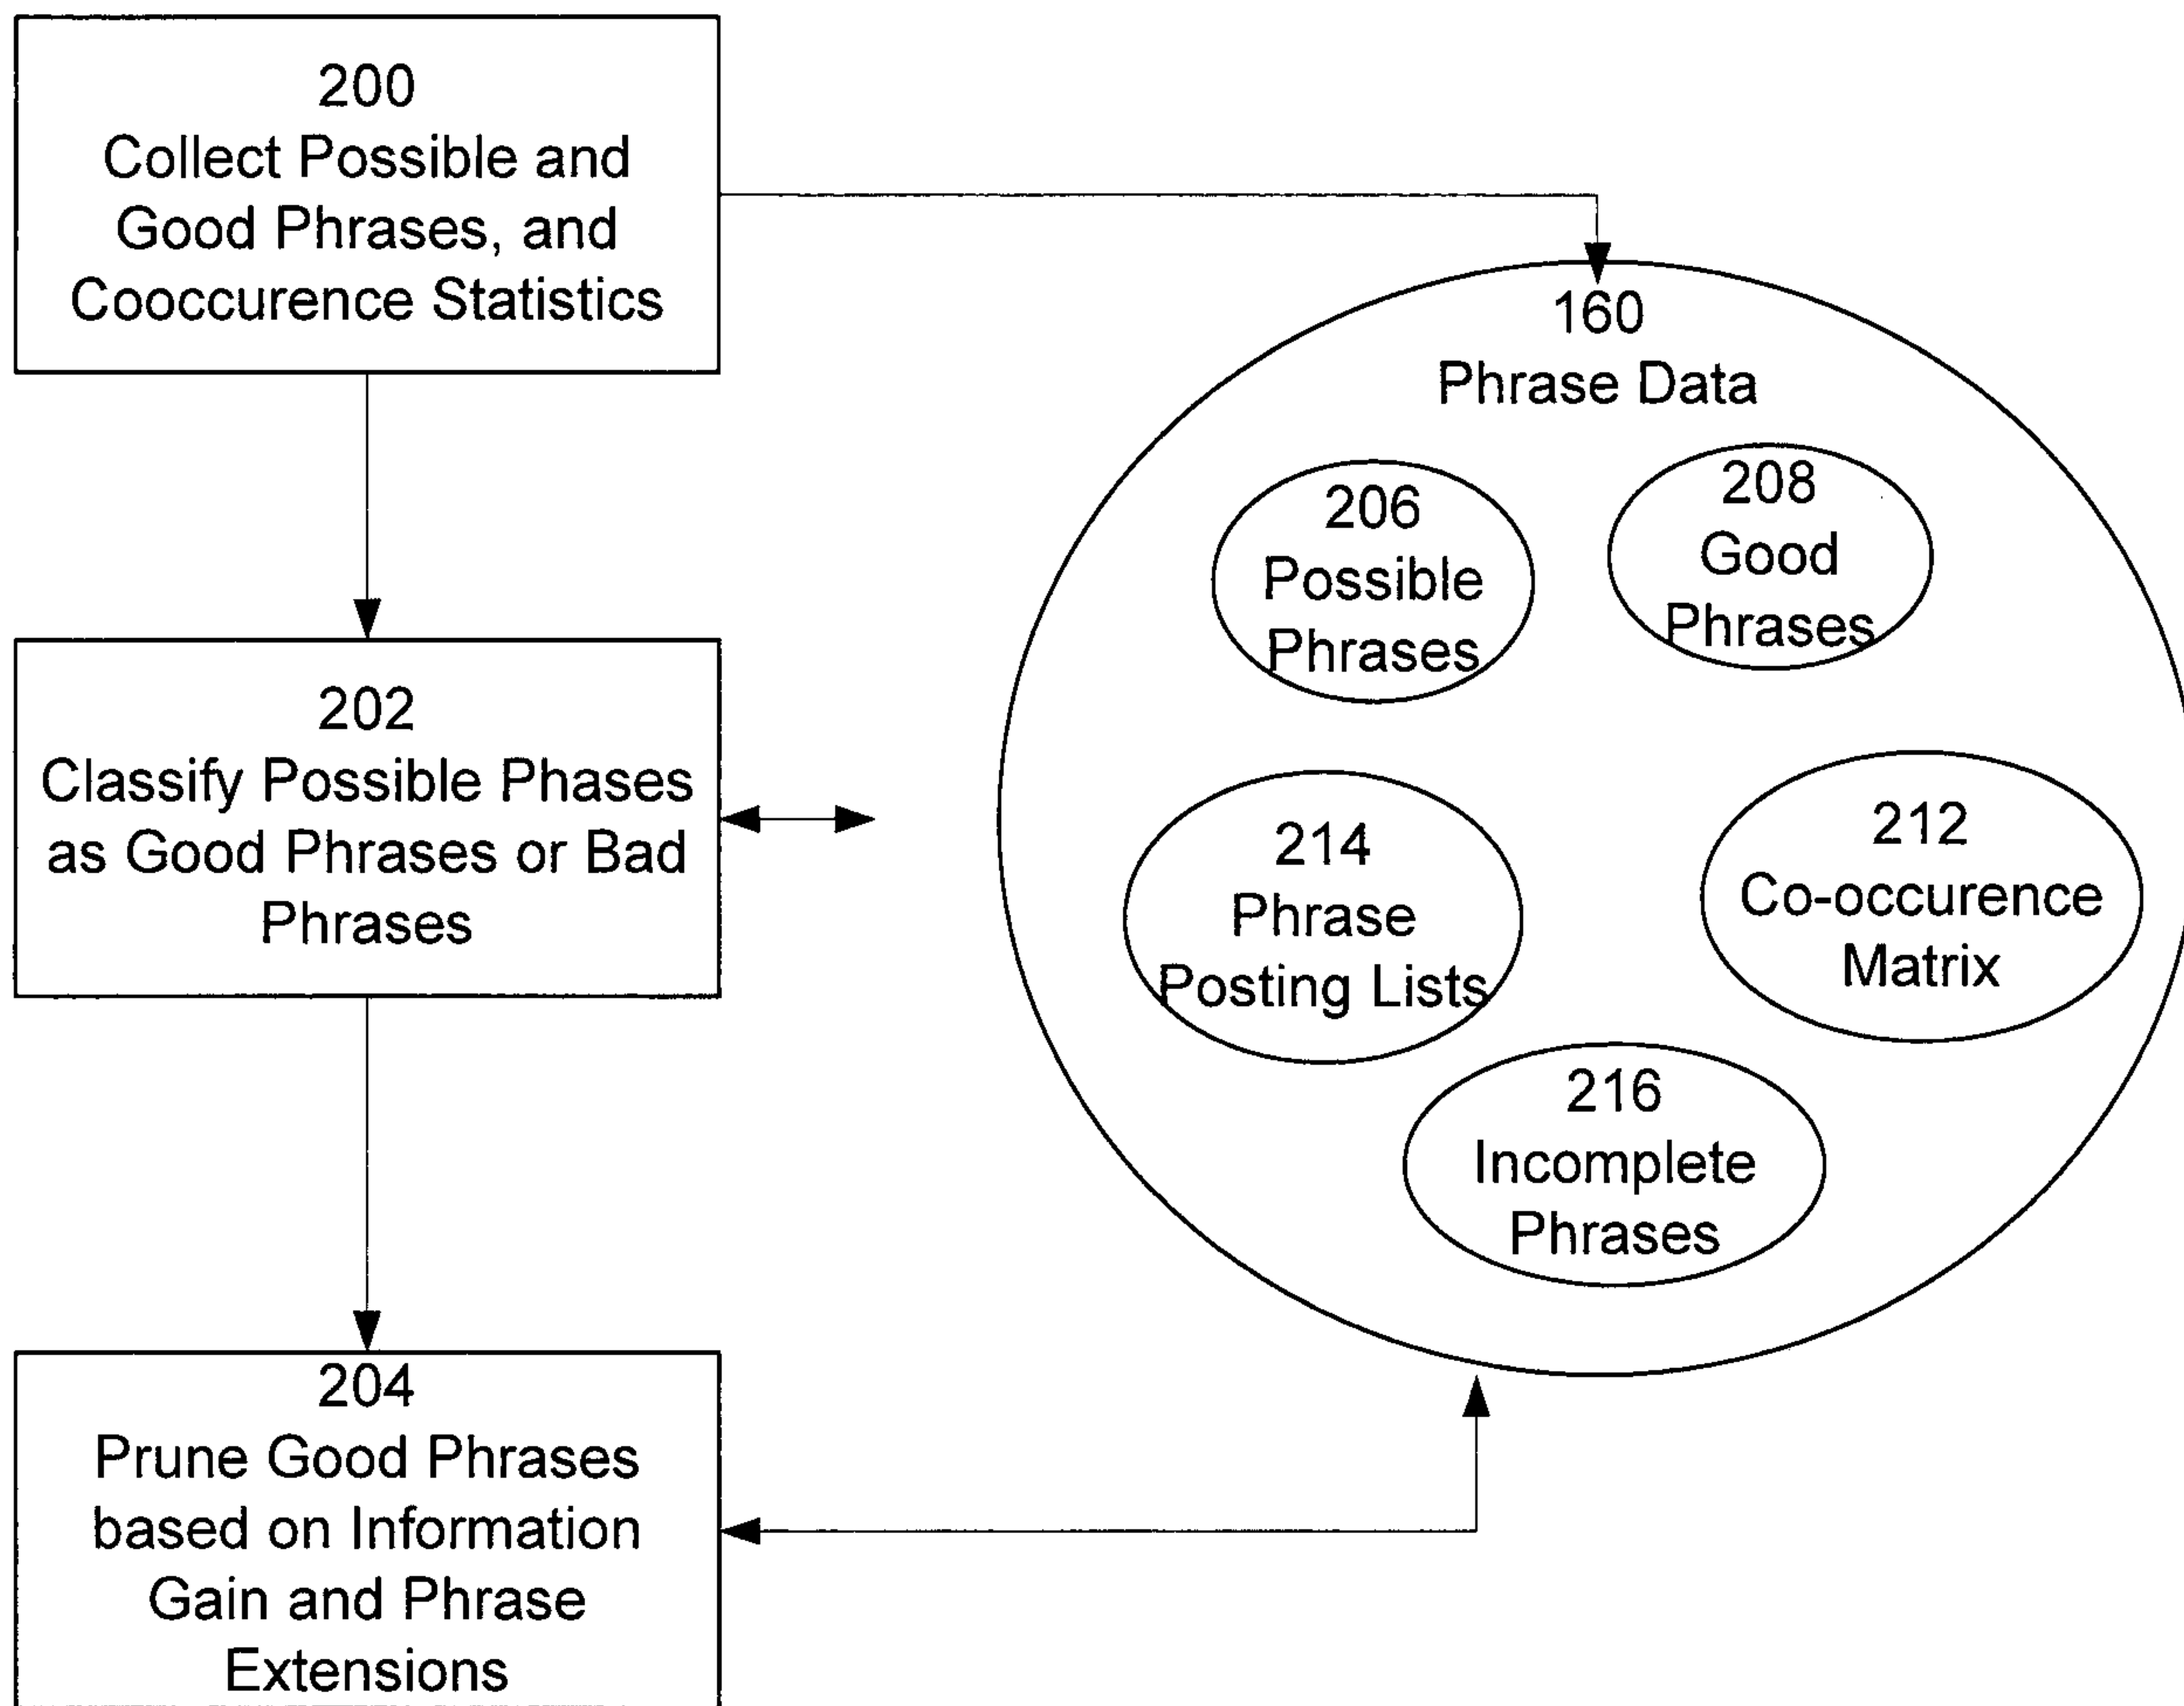 200
Collect Possible and
Good Phrases, and
Cooccurence Statistics
202
Classify Possible Phases
as Good Phrases or Bad
Phrases
204
Prune Good Phrases
based on Information
Gain and Phrase
Extensions
160
Phrase Data
206
Possible
Phrases
208
Good
Phrases
214
Phrase
Posting Lists
212
Co-occurence
Matrix
216
Incomplete
Phrases